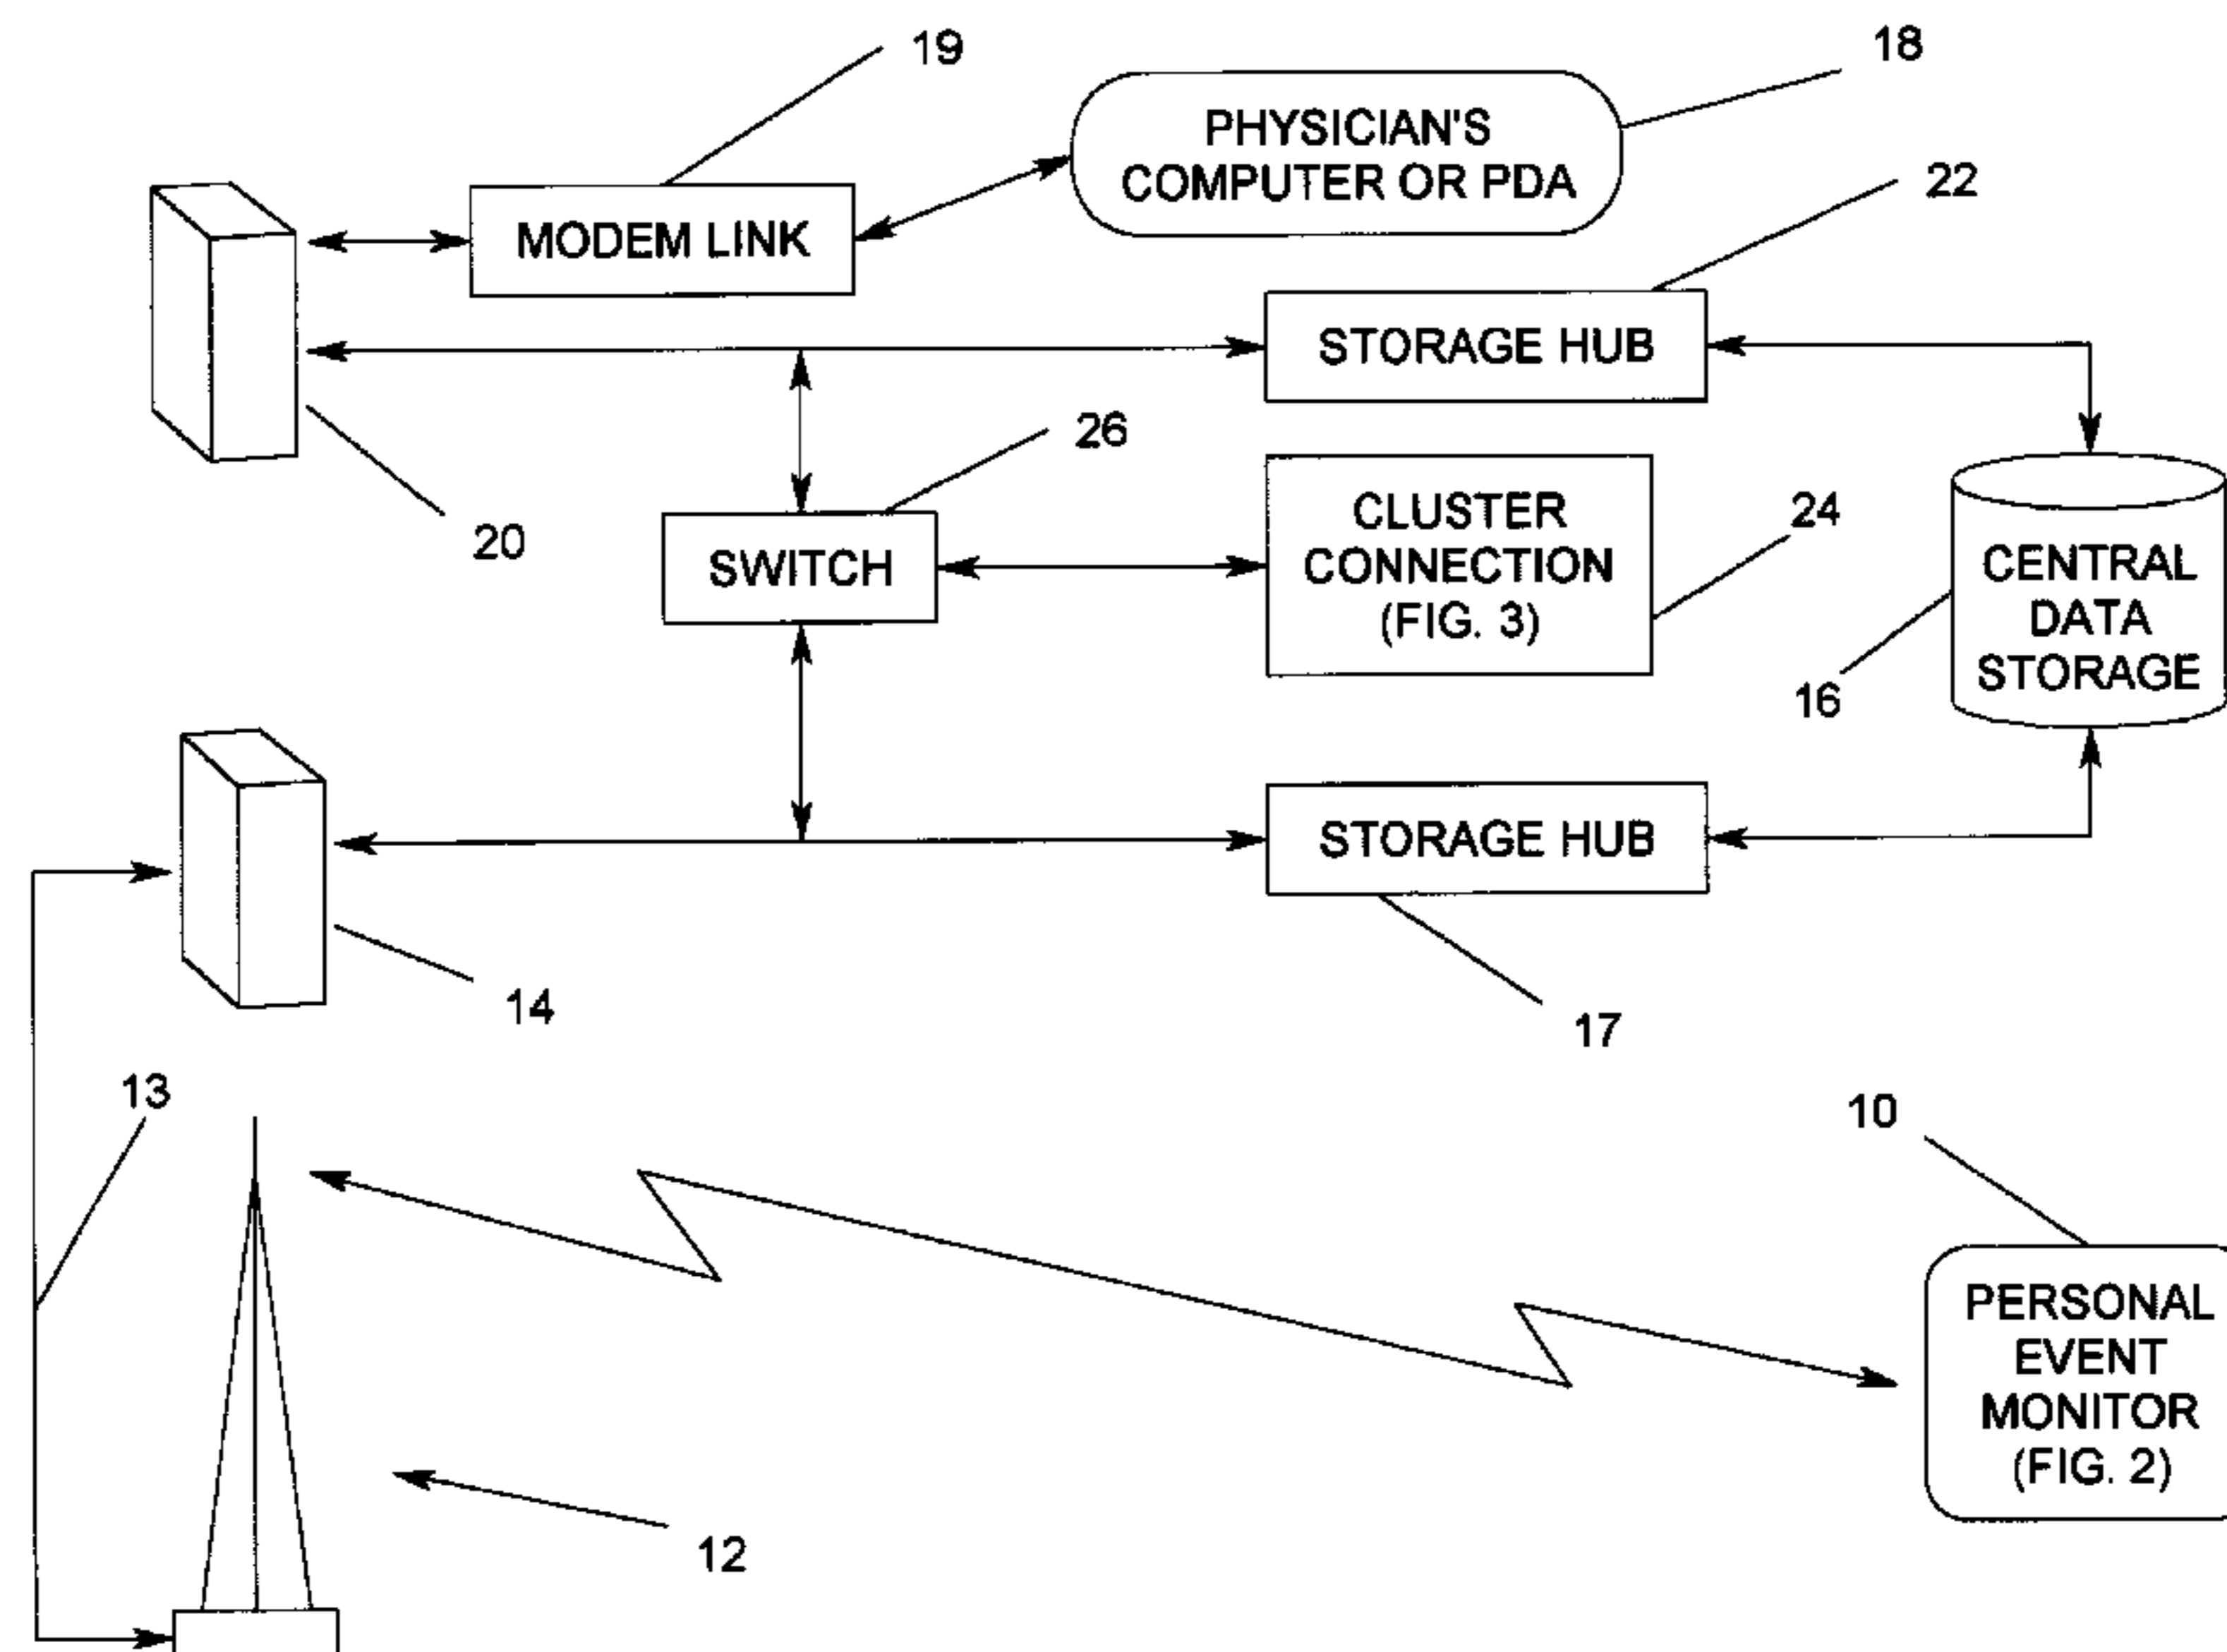 19
18
PHYSICIAN'S
COMPUTER OR PDA
22
MODEM LINK
STORAGE HUB
26
CLUSTER
CONNECTION
(FIG. 3)
24
20
SWITCH
CENTRAL
DATA
STORAGE
16
STORAGE HUB
14
17
13
10
PERSONAL
EVENT
MONITOR
(FIG. 2)
12